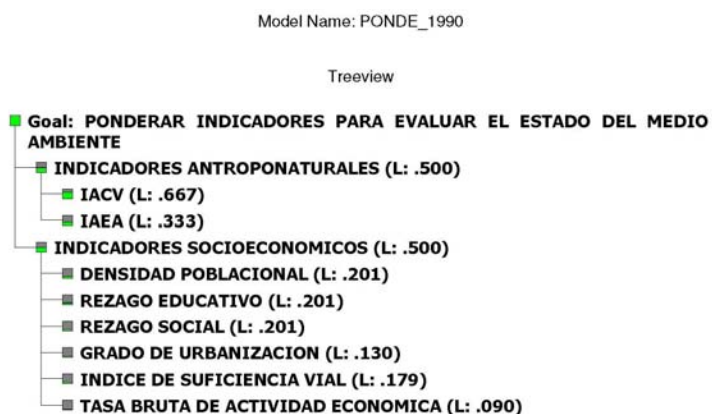 Model Name: PONDE_1990
Treeview
Goal: PONDERAR INDICADORES PARA EVALUAR EL ESTADO DEL MEDIO
AMBIENTE
INDICADORES ANTROPONATURALES (L: .500)
IACV (L: .667)
IAEA (L: .333)
INDICADORES SOCIOECONOMICOS (L: .500)
DENSIDAD POBLACIONAL (L: .201)
REZAGO EDUCATIVO (L: .201)
REZAGO SOCIAL (L: .201)
GRADO DE URBANIZACION (L: .130)
INDICE DE SUFICIENCIA VIAL (L: .179)
TASA BRUTA DE ACTIVIDAD ECONOMICA (L: .090)